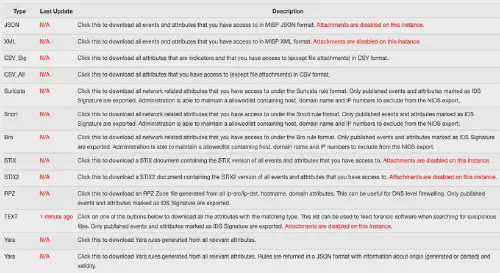 Type Last Update Description
JSON N/A Click this to download all events and attributes that you have access to in MISP JSON format. Attachments are disabled on this instance.
XML N/A Click this to download all events and attributes that you have access to in MISP XML format. Attachments are disabled on this instance.
CSV_Sig N/A Click this to download all attributes that are indicators and that you have access to (except file attachments) in CSV format.
CSV_All N/A Click this to download all attributes that you have access to (except file attachments) in CSV format.
Suricata N/A Click this to download all network related attributes that you have access to under the Suricata rule format. Only published events and attributes marked as IDS
Signature are exported. Administration is able to maintain a allowedlist containing host, domain name and IP numbers to exclude from the NIDS export.
Snort N/A Click this to download all network related attributes that you have access to under the Snort rule format. Only published events and attributes marked as IDS
Signature are exported. Administration is able to maintain a allowedlist containing host, domain name and IP numbers to exclude from the NIDS export.
Bro N/A Click this to download all network related attributes that you have access to under the Bro rule format. Only published events and attributes marked as IDS Signature
are exported. Administration is able to maintain a allowedlist containing host, domain name and IP numbers to exclude from the NIDS export.
STIX N/A Click this to download a STIX document containing the STIX version of all events and attributes that you have access to. Attachments are disabled on this instance.
STIX2 N/A Click this to download a STIX2 document containing the STIX2 version of all events and attributes that you have access to. Attachments are disabled on this instance.
RPZ N/A Click this to download an RPZ Zone file generated from all ip-src/ip-dst, hostname, domain attributes. This can be useful for DNS level firewalling. Only published
events and attributes marked as IDS Signature are exported.
TEXT 1 minute ago Click on one of the buttons below to download all the attributes with the matching type. This list can be used to feed forensic software when searching for susipicious
files. Only published events and attributes marked as IDS Signature are exported. Attachments are disabled on this instance.
Yara N/A Click this to download Yara rules generated from all relevant attributes.
Yara N/A Click this to download Yara rules generated from all relevant attributes. Rules are returned in a JSON format with information about origin (generated or parsed) and
validity.